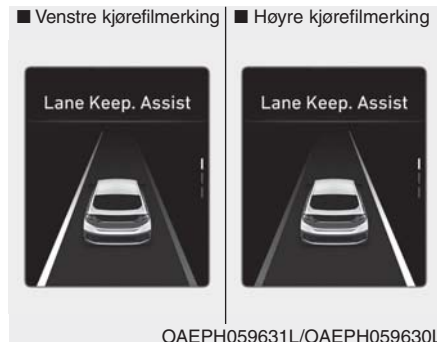 ■ Venstre kjørefilmerking
■ Høyre kjørefilmerking
Lane Keep. Assist
Lane Keep. Assist
OAEPH059631L/OAEPH059630L